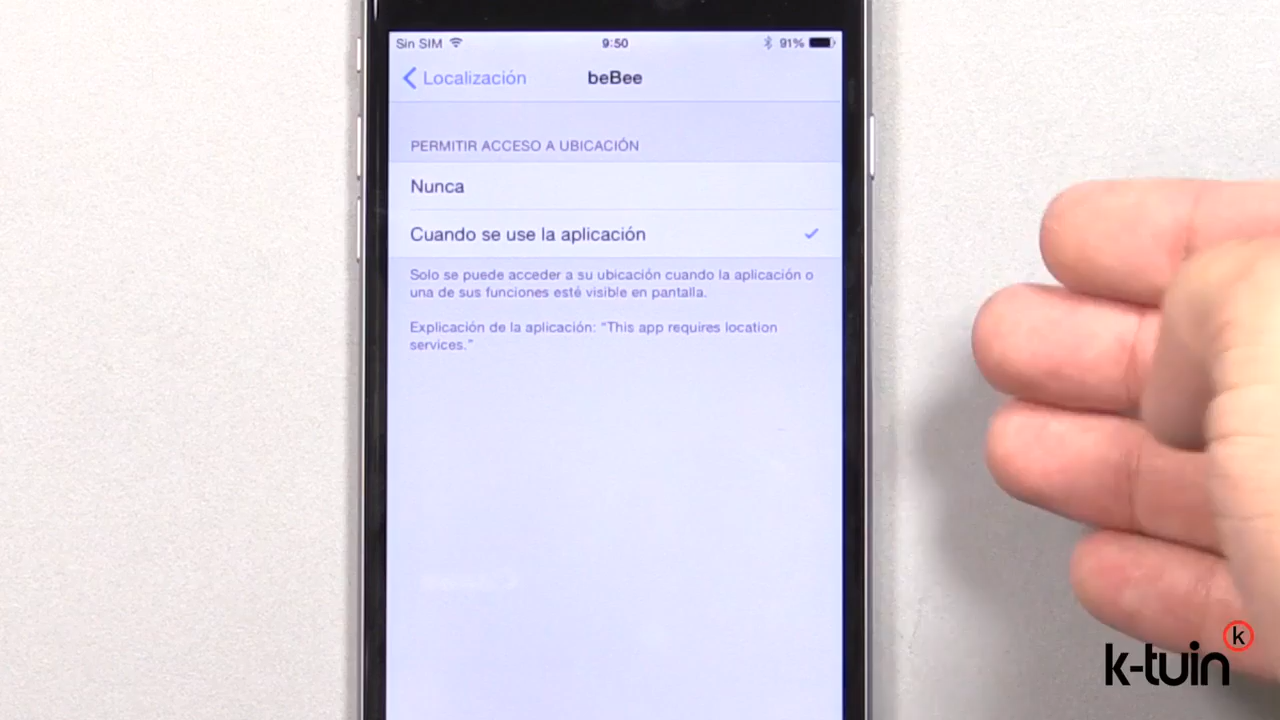 Sin SIM 9:50 91%
Localización beBee
PERMITIR ACCESO A UBICACIÓN
Nunca
Cuando se use la aplicación
Solo se puede acceder a su ubicación cuando la aplicación o
una de sus funciones esté visible en pantalla.
Explicación de la aplicación: "This app requires location
services."
k
k-tuin